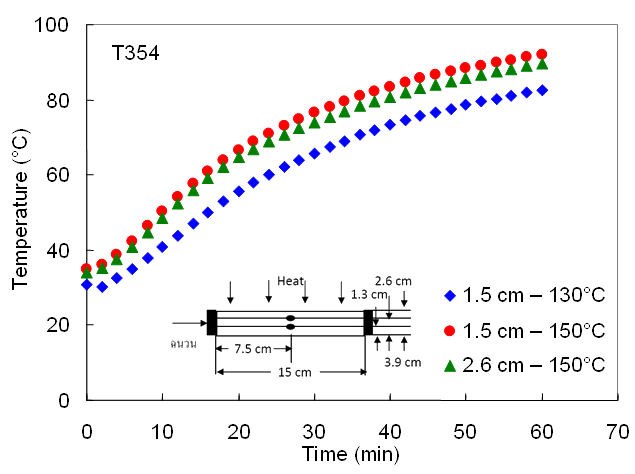 T354
Temperature (°C)
100
80
60
40
20
0
Heat
2.6 cm
1.3 cm
ฉนวน
7.5 cm
3.9 cm
15 cm
1.5 cm – 130°C
1.5 cm – 150°C
2.6 cm – 150°C
0 10 20 30 40 50 60 70
Time (min)